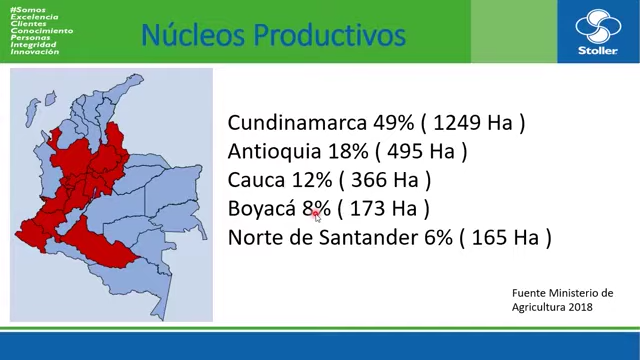 #Somos
Excelencia
Clientes
Conocimiento
Personas
Integridad
Innovación
Núcleos Productivos
Stoller
Cundinamarca 49% ( 1249 Ha )
Antioquia 18% ( 495 Ha )
Cauca 12% ( 366 Ha )
Boyacá 8% ( 173 Ha )
Norte de Santander 6% ( 165 Ha )
Fuente Ministerio de
Agricultura 2018